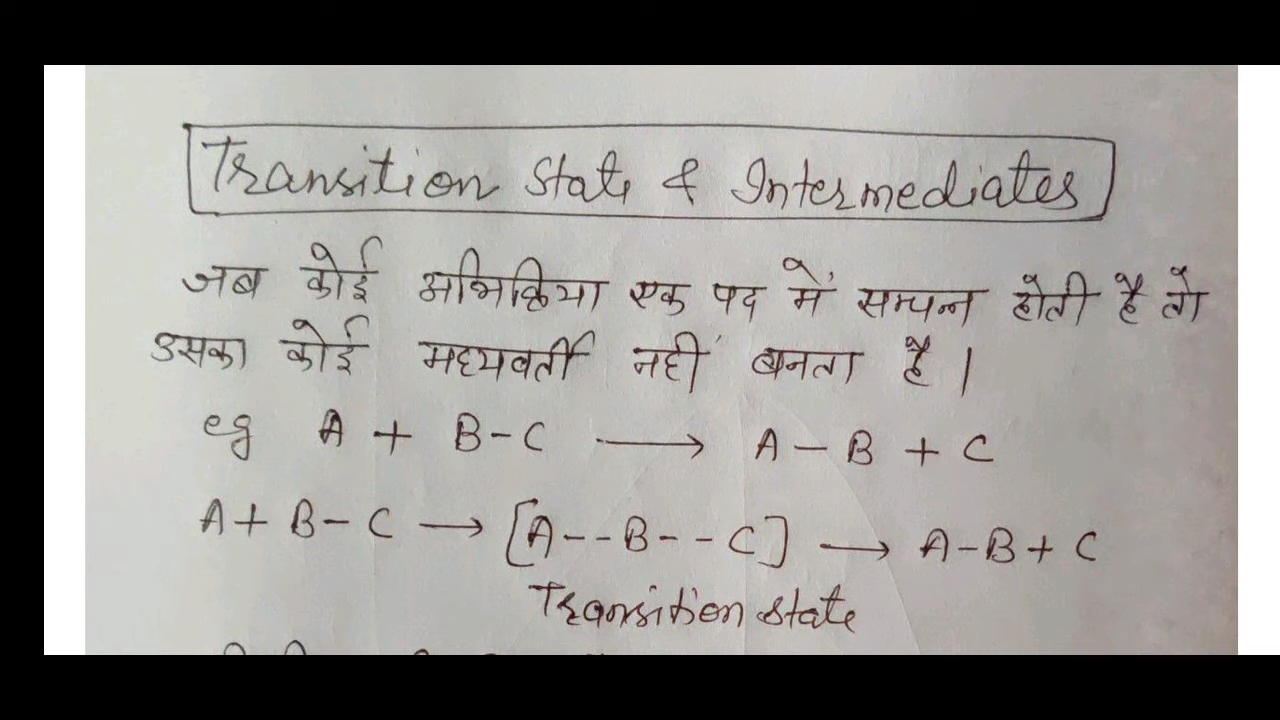 Transition State & Intermediates
जब कोई अभिक्रिया एक पद में सम्पन्न होती है तो
उसका कोई मध्यवर्ती नहीं बनता है।
eg A + B-C ⟶ A-B + C
A + B-C ⟶ [A--B--C] ⟶ A-B + C
Transition state